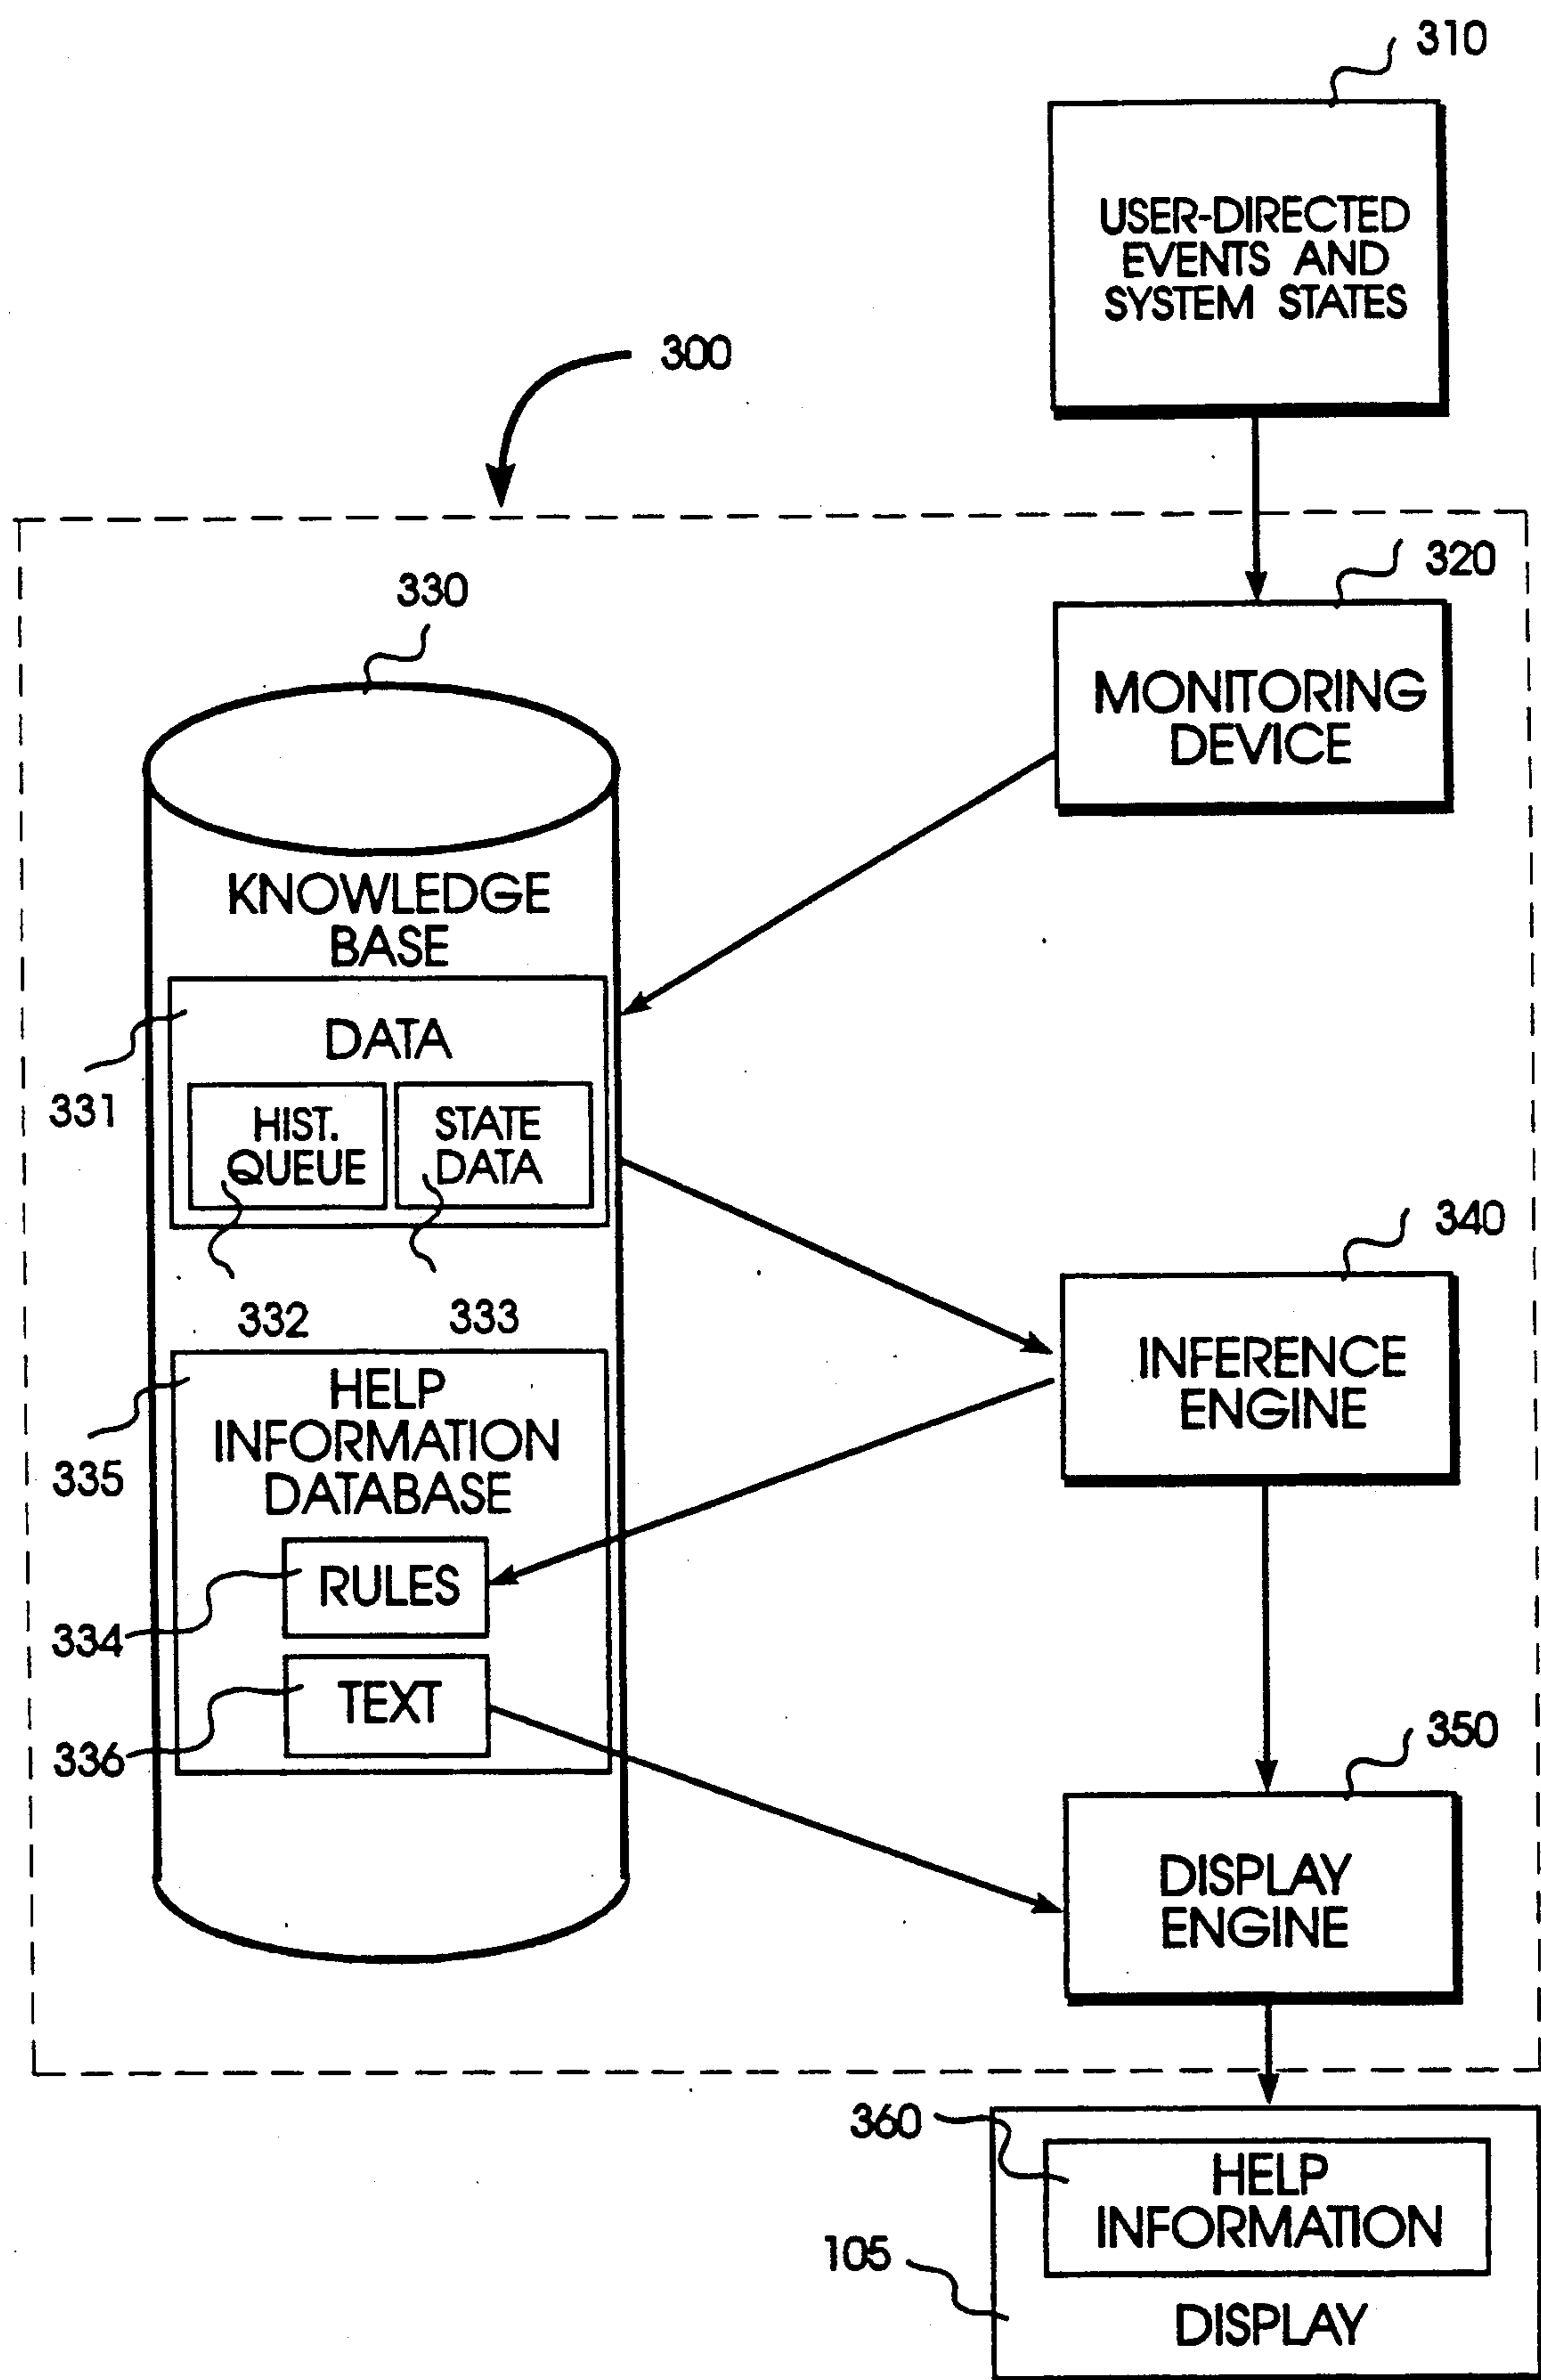 310
USER-DIRECTED
EVENTS AND
SYSTEM STATES
300
320
MONITORING
DEVICE
330
KNOWLEDGE
BASE
DATA
331
HIST.
QUEUE
STATE
DATA
332
333
340
INFERENCE
ENGINE
HELP
INFORMATION
DATABASE
335
RULES
334
TEXT
336
350
DISPLAY
ENGINE
360
HELP
INFORMATION
105
DISPLAY